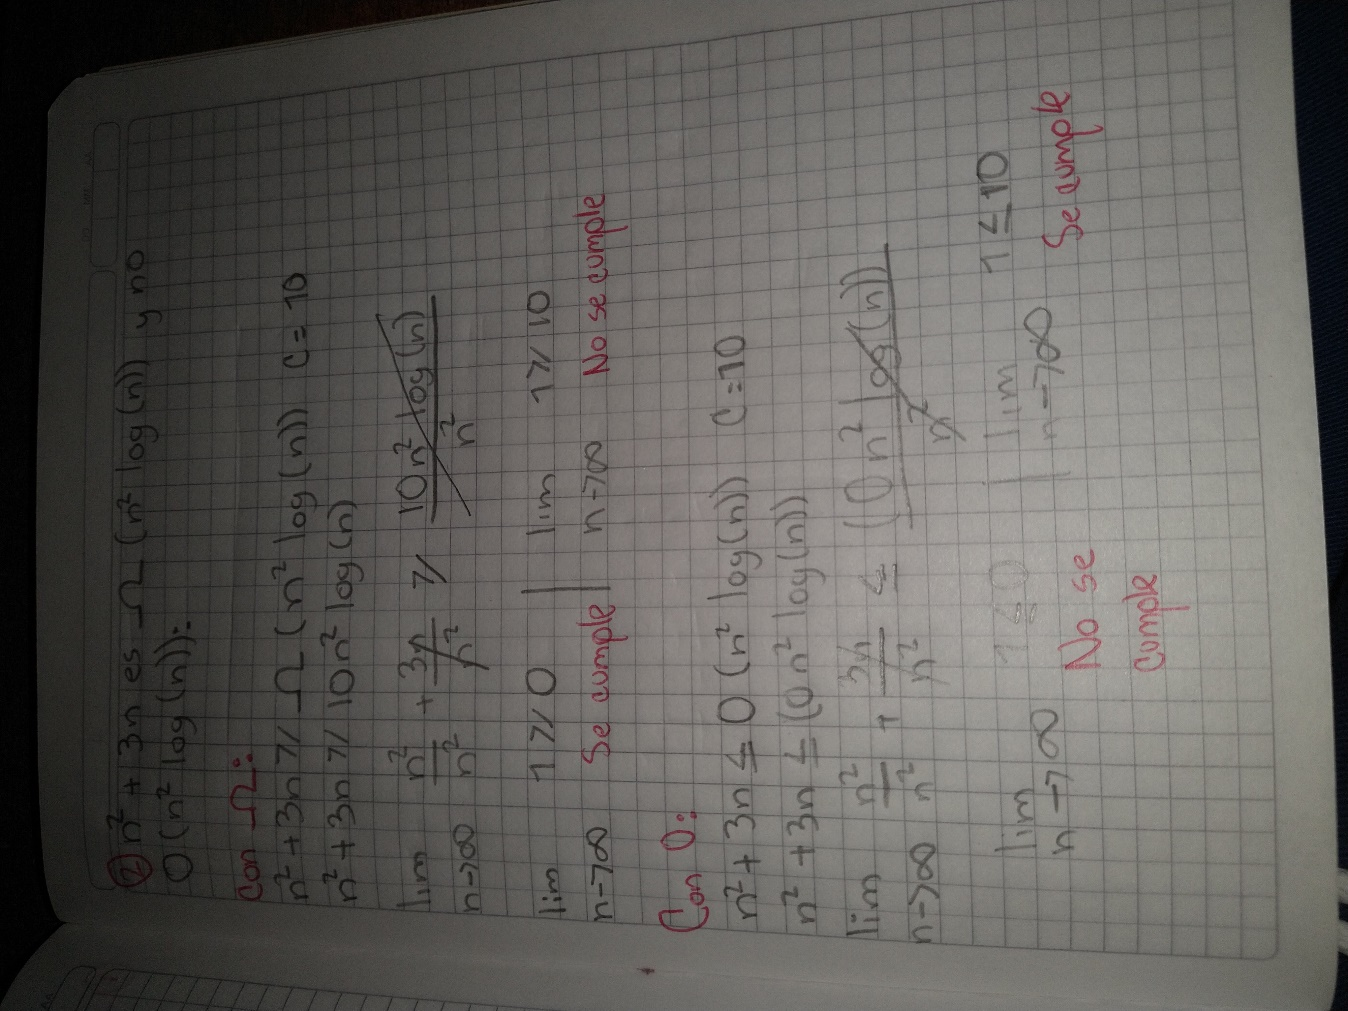 ② n² + 3n es Ω (n² log(n)) y no
O (n² log(n)):
Con Ω:
n² + 3n ≥ Ω (n² log(n)) C = 10
n² + 3n ≥ 10n² log(n)
lim n→∞ n²/n² + 3n/n² ≥ 10n² log(n)/n²
lim n→∞ 1 ≥ 0 | lim n→∞ 1 ≥ 10
Se cumple | No se cumple
Con O:
n² + 3n ≤ O (n² log(n)) C = 10
n² + 3n ≤ (0n² log(n))
lim n→∞ n²/n² + 3n/n² ≤ (0n² log(n))/n²
lim n→∞ 1 ≤ 0 | lim n→∞ 1 ≤ 10
No se Se cumple
cumple